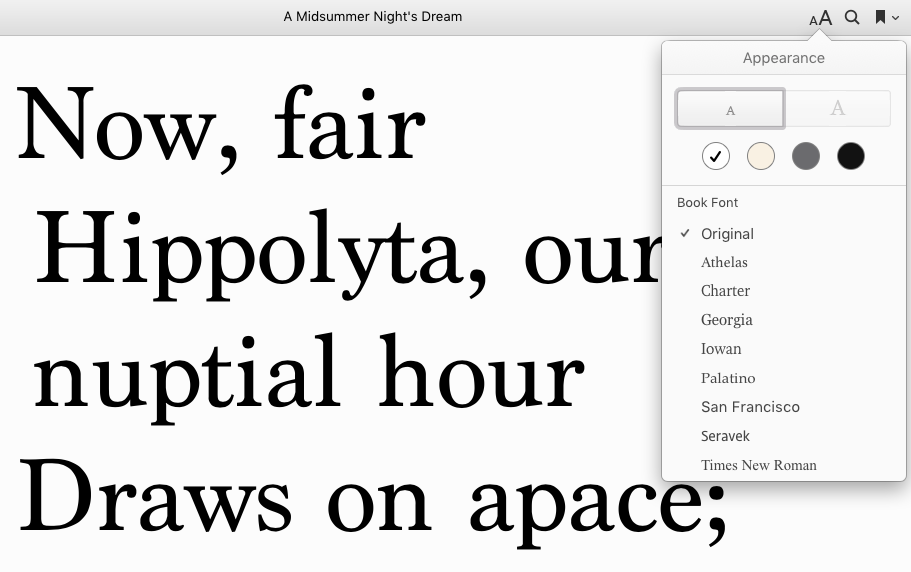 A Midsummer Night's Dream
AA
Appearance
A A
Now, fair
Hippolyta, our
nuptial hour
Draws on apace;
Book Font
✓ Original
Athelas
Charter
Georgia
Iowan
Palatino
San Francisco
Seravek
Times New Roman